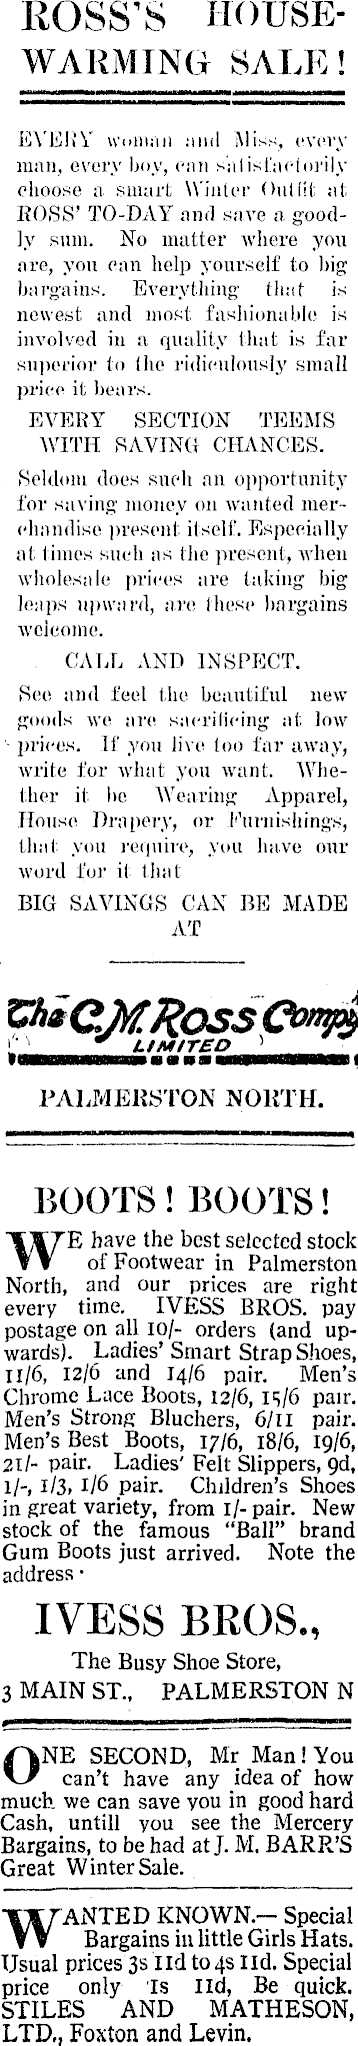 ROSS'S HOUSE-
WARMING SALE!
EVERY woman and Miss, every
man, every boy, can satisfactorily
choose a smart Winter Outfit at
ROSS' TO-DAY and save a good-
ly sum. No matter where you
are, you can help yourself to big
bargains. Everything that is
newest and most fashionable is
involved in a quality that is far
superior to the ridiculously small
price it bears.
EVERY SECTION TEEMS
WITH SAVING CHANCES.
Seldom does such an opportunity
for saving money on wanted mer-
chandise present itself. Especially
at times such as the present, when
wholesale prices are taking big
leaps upward, are these bargains
welcome.
CALL AND INSPECT.
See and feel the beautiful new
goods we are sacrificing at low
prices. If you live too far away,
write for what you want. Whe-
ther it be Wearing Apparel,
House Drapery, or Furnishings,
that you require, you have our
word for it that
BIG SAVINGS CAN BE MADE
AT
The C.M. Ross Compy
LIMITED
PALMERSTON NORTH.
BOOTS! BOOTS!
WE have the best selected stock
of Footwear in Palmerston
North, and our prices are right
every time. IVESS BROS. pay
postage on all 10/- orders (and up-
wards). Ladies' Smart Strap Shoes,
11/6, 12/6 and 14/6 pair. Men's
Chrome Lace Boots, 12/6, 15/6 pair.
Men's Strong Bluchers, 6/11 pair.
Men's Best Boots, 17/6, 18/6, 19/6,
21/- pair. Ladies' Felt Slippers, 9d,
1/-, 1/3, 1/6 pair. Children's Shoes
in great variety, from 1/- pair. New
stock of the famous "Ball" brand
Gum Boots just arrived. Note the
address ·
IVESS BROS.,
The Busy Shoe Store,
3 MAIN ST., PALMERSTON N
ONE SECOND, Mr Man! You
can't have any idea of how
much we can save you in good hard
Cash, untill you see the Mercery
Bargains, to be had at J. M. BARR'S
Great Winter Sale.
WANTED KNOWN.— Special
Bargains in little Girls Hats.
Usual prices 3s 11d to 4s 11d. Special
price only 1s 11d, Be quick.
STILES AND MATHESON,
LTD., Foxton and Levin.